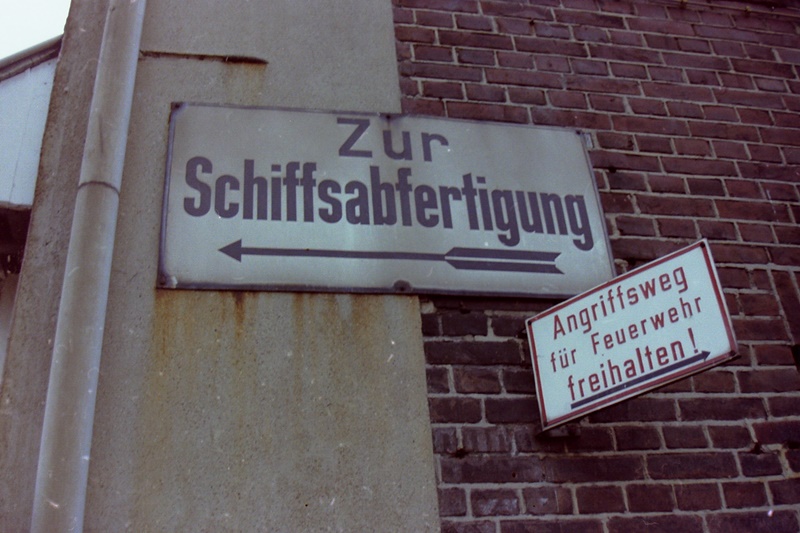 Zur
Schiffsabfertigung
Angriffsweg
für Feuerwehr
freihalten!